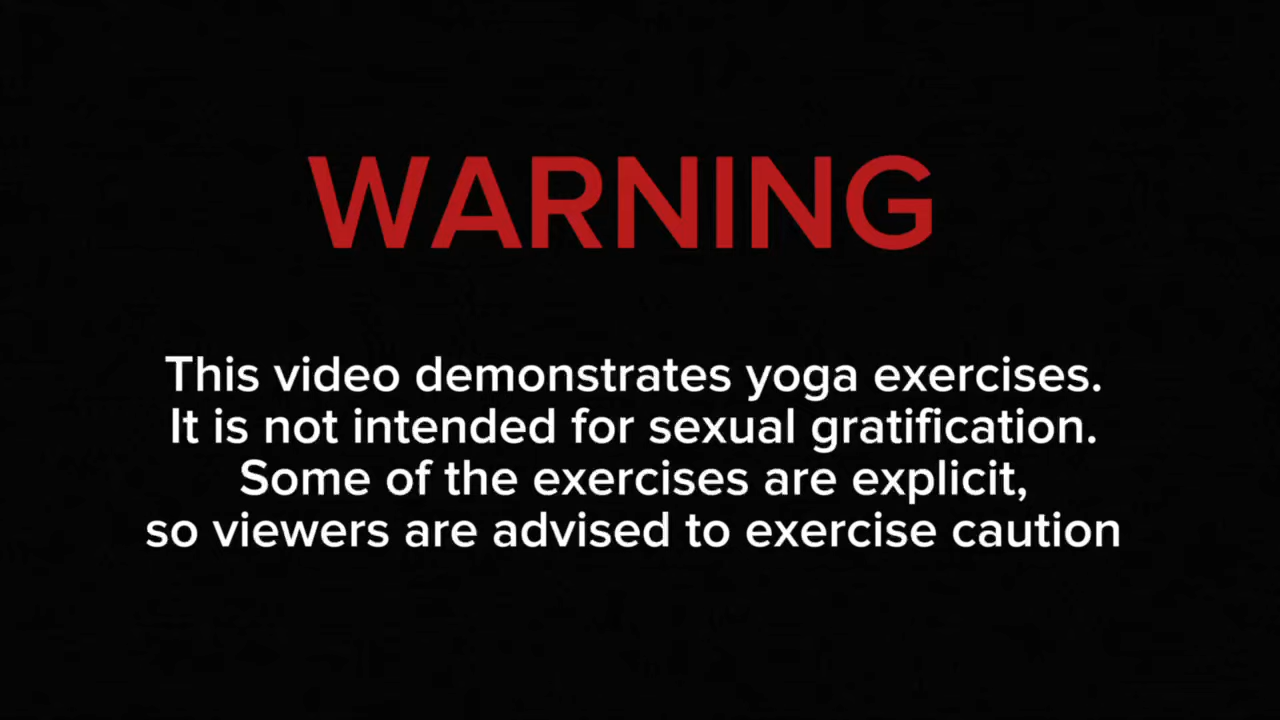 WARNING
This video demonstrates yoga exercises.
It is not intended for sexual gratification.
Some of the exercises are explicit,
so viewers are advised to exercise caution